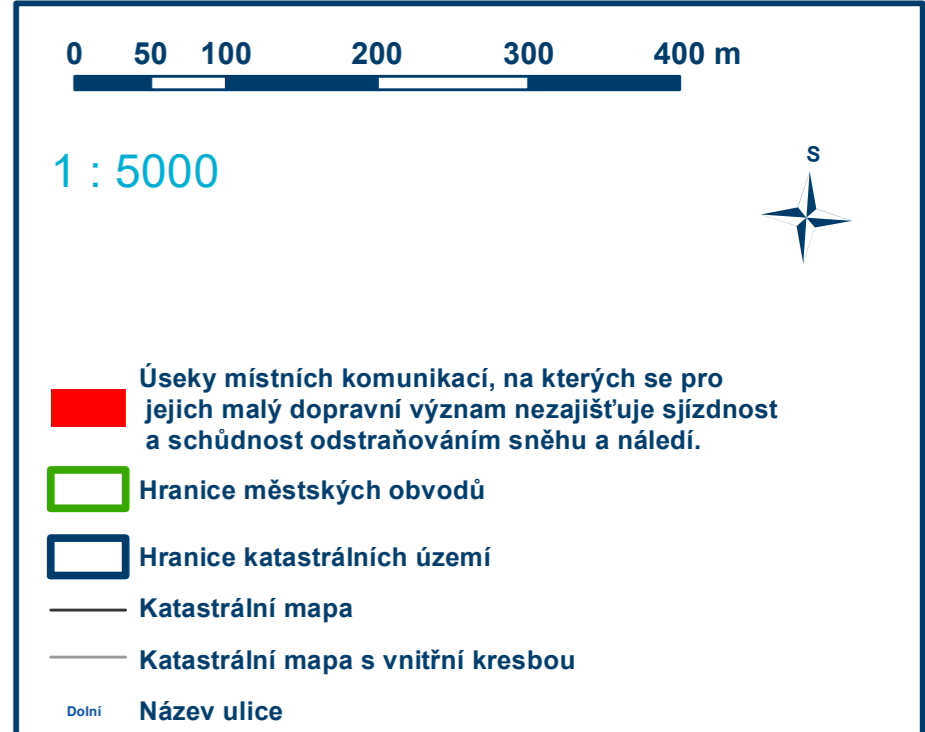 0 50 100 200 300 400 m
1 : 5000
S
Úseky místních komunikací, na kterých se pro
jejich malý dopravní význam nezajišťuje sjízdnost
a schůdnost odstraňováním sněhu a náledí.
Hranice městských obvodů
Hranice katastrálních území
Katastrální mapa
Katastrální mapa s vnitřní kresbou
Dolní Název ulice